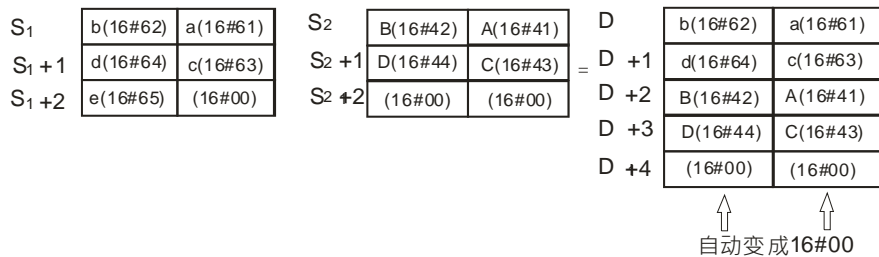 S1 b(16#62) a(16#61) S2 B(16#42) A(16#41) D b(16#62) a(16#61)
S1 +1 d(16#64) c(16#63) S2 +1 D(16#44) C(16#43) = D +1 d(16#64) c(16#63)
S1 +2 e(16#65) (16#00) S2 +2 (16#00) (16#00) D +2 B(16#42) A(16#41)
D +3 D(16#44) C(16#43)
D +4 (16#00) (16#00)
自动变成16#00